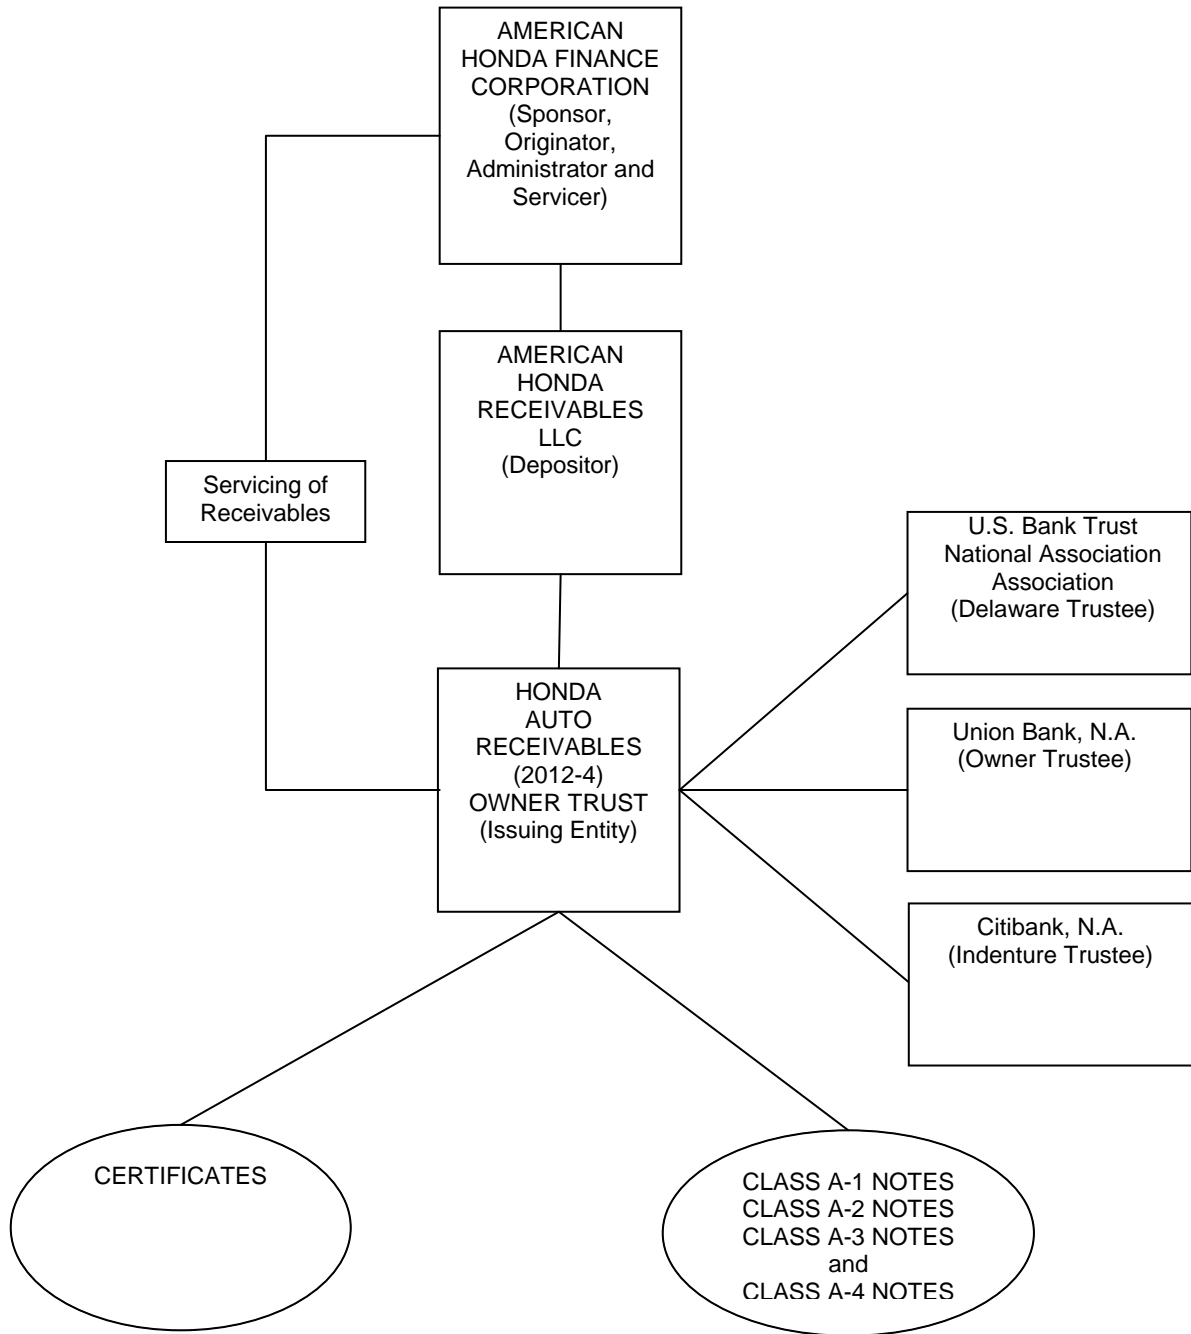 AMERICAN
HONDA FINANCE
CORPORATION
(Sponsor,
Originator,
Administrator and
Servicer)
AMERICAN
HONDA
RECEIVABLES
LLC
(Depositor)
Servicing of
Receivables
U.S. Bank Trust
National Association
Association
(Delaware Trustee)
HONDA
AUTO
RECEIVABLES
(2012-4)
OWNER TRUST
(Issuing Entity)
Union Bank, N.A.
(Owner Trustee)
Citibank, N.A.
(Indenture Trustee)
CERTIFICATES
CLASS A-1 NOTES
CLASS A-2 NOTES
CLASS A-3 NOTES
and
CLASS A-4 NOTES